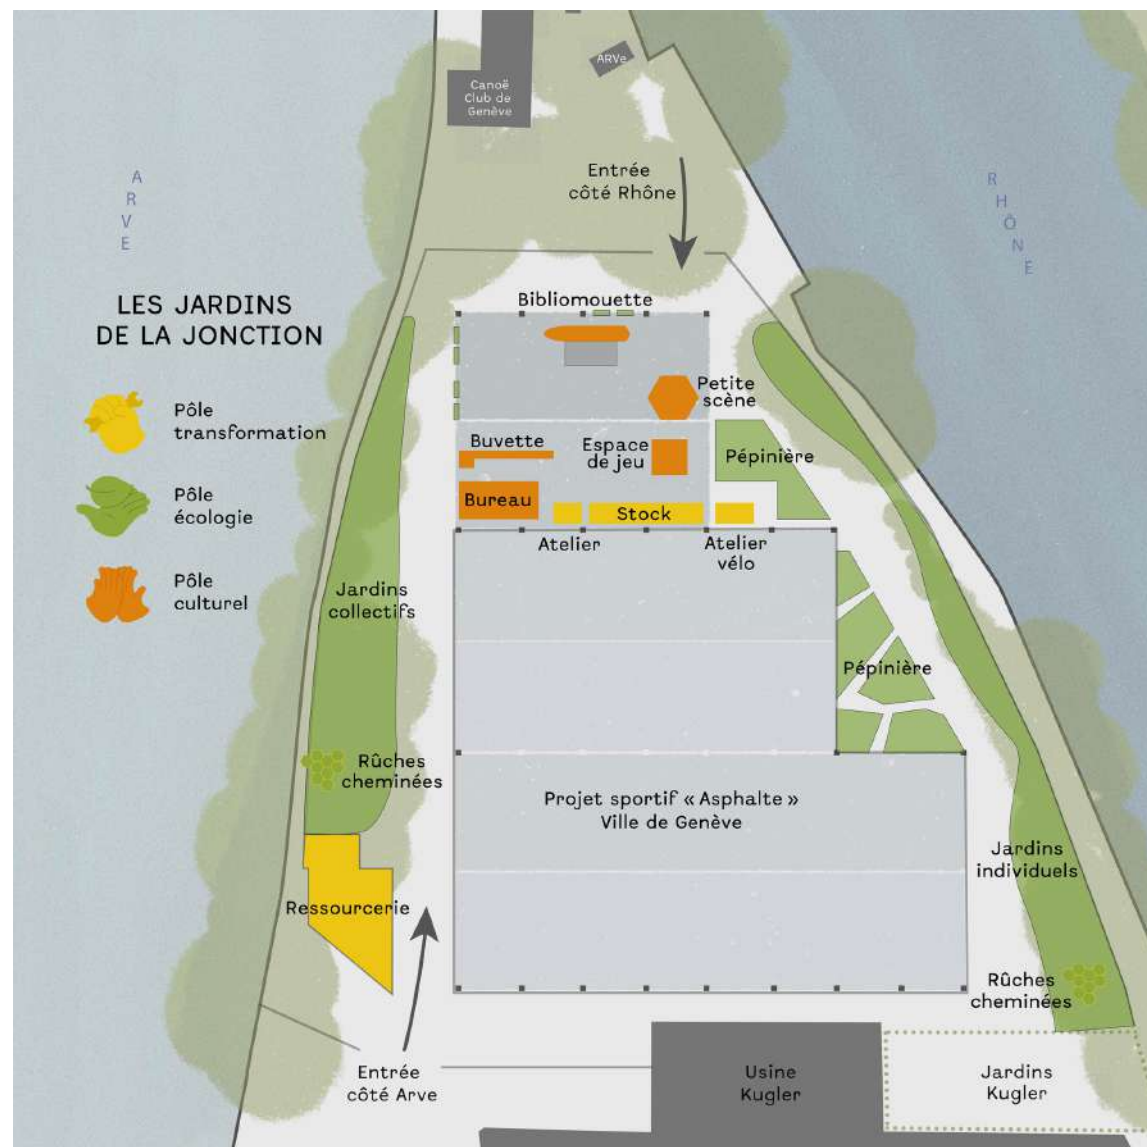 Canoë
Club de
Genève
ARVe
Entrée
côté Rhône
ARVE
RHÔNE
LES JARDINS
DE LA JONCTION
Pôle
transformation
Pôle
écologie
Pôle
culturel
Bibliomouette
Petite
scène
Buvette
Espace
de jeu
Pépinière
Bureau
Stock
Atelier
Atelier
vélo
Jardins
collectifs
Pépinière
Rûches
cheminées
Projet sportif « Asphalte »
Ville de Genève
Jardins
individuels
Ressourcerie
Rûches
cheminées
Entrée
côté Arve
Usine
Kugler
Jardins
Kugler